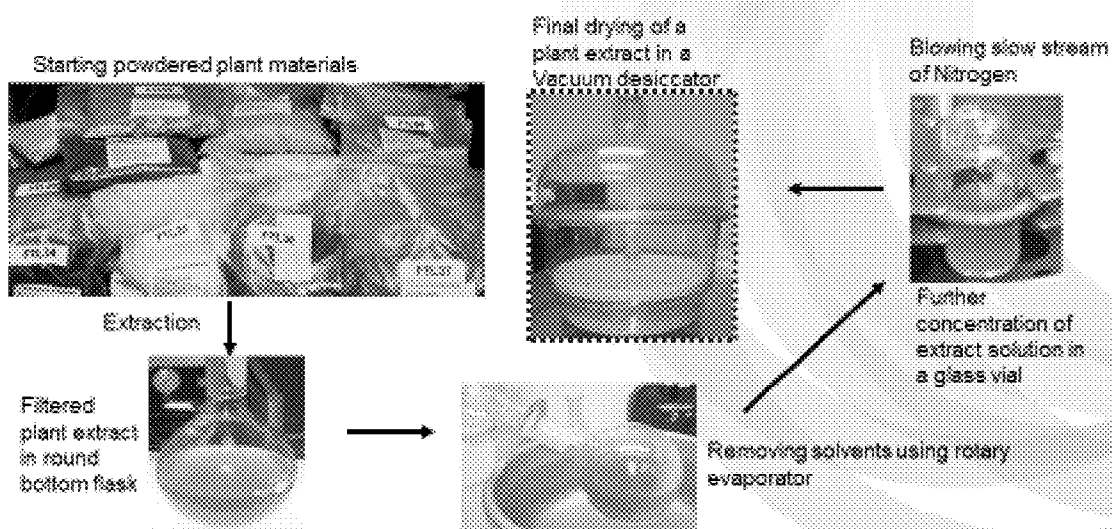 Starting powdered plant materials
Extraction
Filtered
plant extract
in round
bottom flask
Removing solvents using rotary
evaporator
Blowing slow stream
of Nitrogen
Further
concentration of
extract solution in
a glass vial
Final drying of a
plant extract in a
Vacuum desiccator